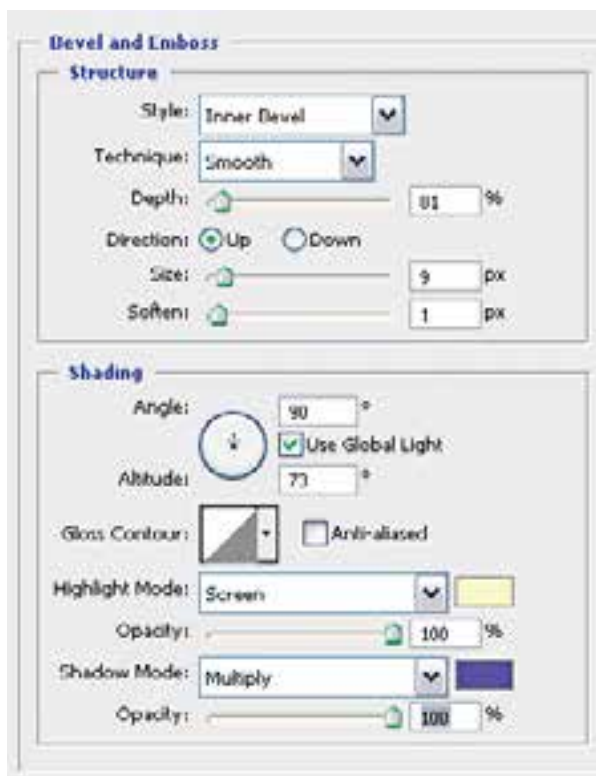 Bevel and Emboss
Structure
Style: Inner Bevel
Technique: Smooth
Depth: 81 %
Direction: Up Down
Size: 9 px
Soften: 1 px
Shading
Angle: 90 °
Use Global Light
Altitude: 73 °
Gloss Contour: Anti-aliased
Highlight Mode: Screen
Opacity: 100 %
Shadow Mode: Multiply
Opacity: 100 %